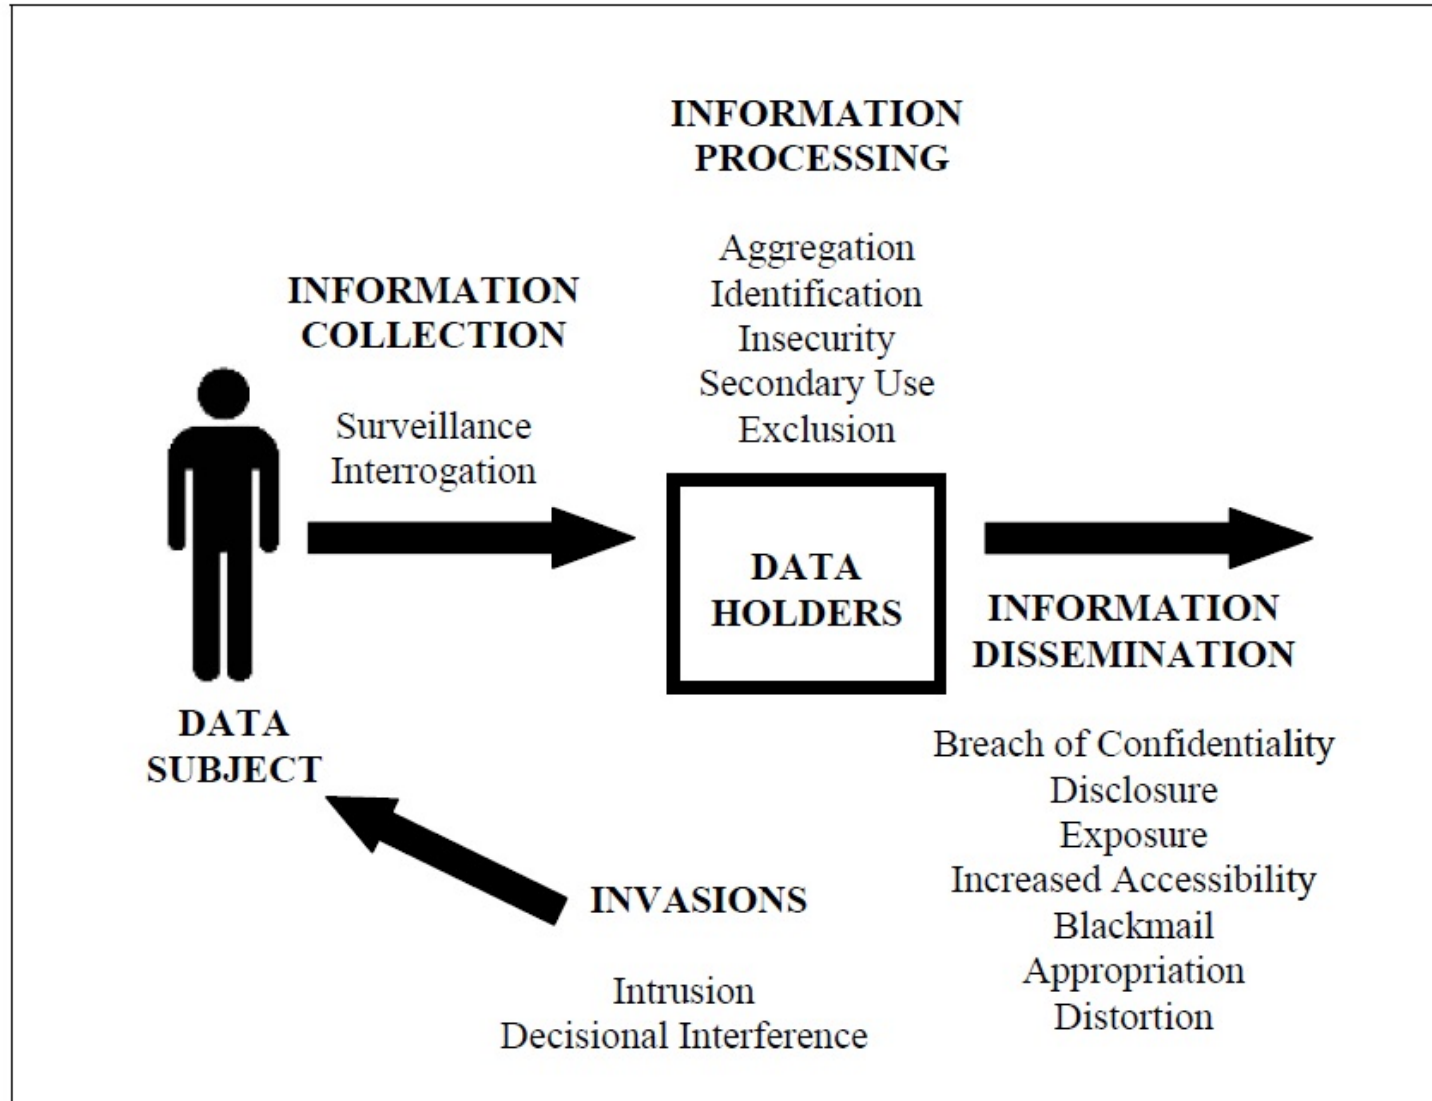 INFORMATION
PROCESSING
Aggregation
Identification
Insecurity
Secondary Use
Exclusion
INFORMATION
COLLECTION
Surveillance
Interrogation
DATA
HOLDERS
INFORMATION
DISSEMINATION
Breach of Confidentiality
Disclosure
Exposure
Increased Accessibility
Blackmail
Appropriation
Distortion
DATA
SUBJECT
INVASIONS
Intrusion
Decisional Interference